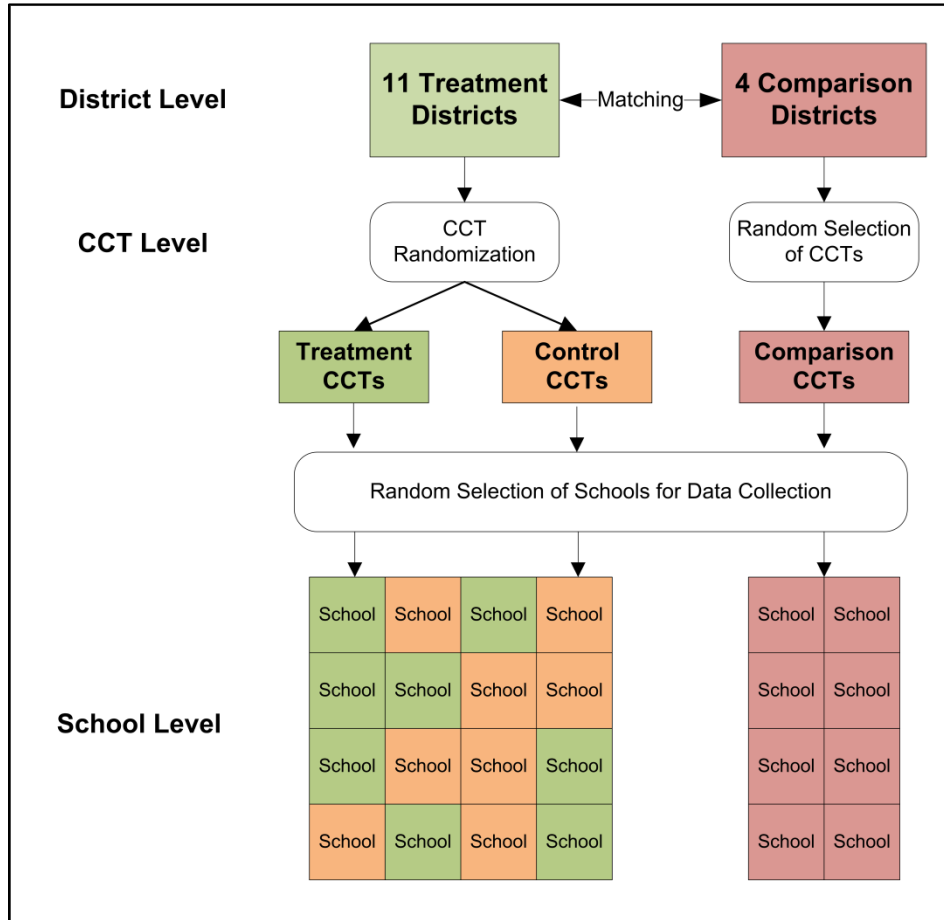 District Level
11 Treatment
Districts
Matching
4 Comparison
Districts
CCT Level
CCT
Randomization
Random Selection
of CCTs
Treatment
CCTs
Control
CCTs
Comparison
CCTs
Random Selection of Schools for Data Collection
School Level
School School School School School School
School School School School School School
School School School School School School
School School School School School School